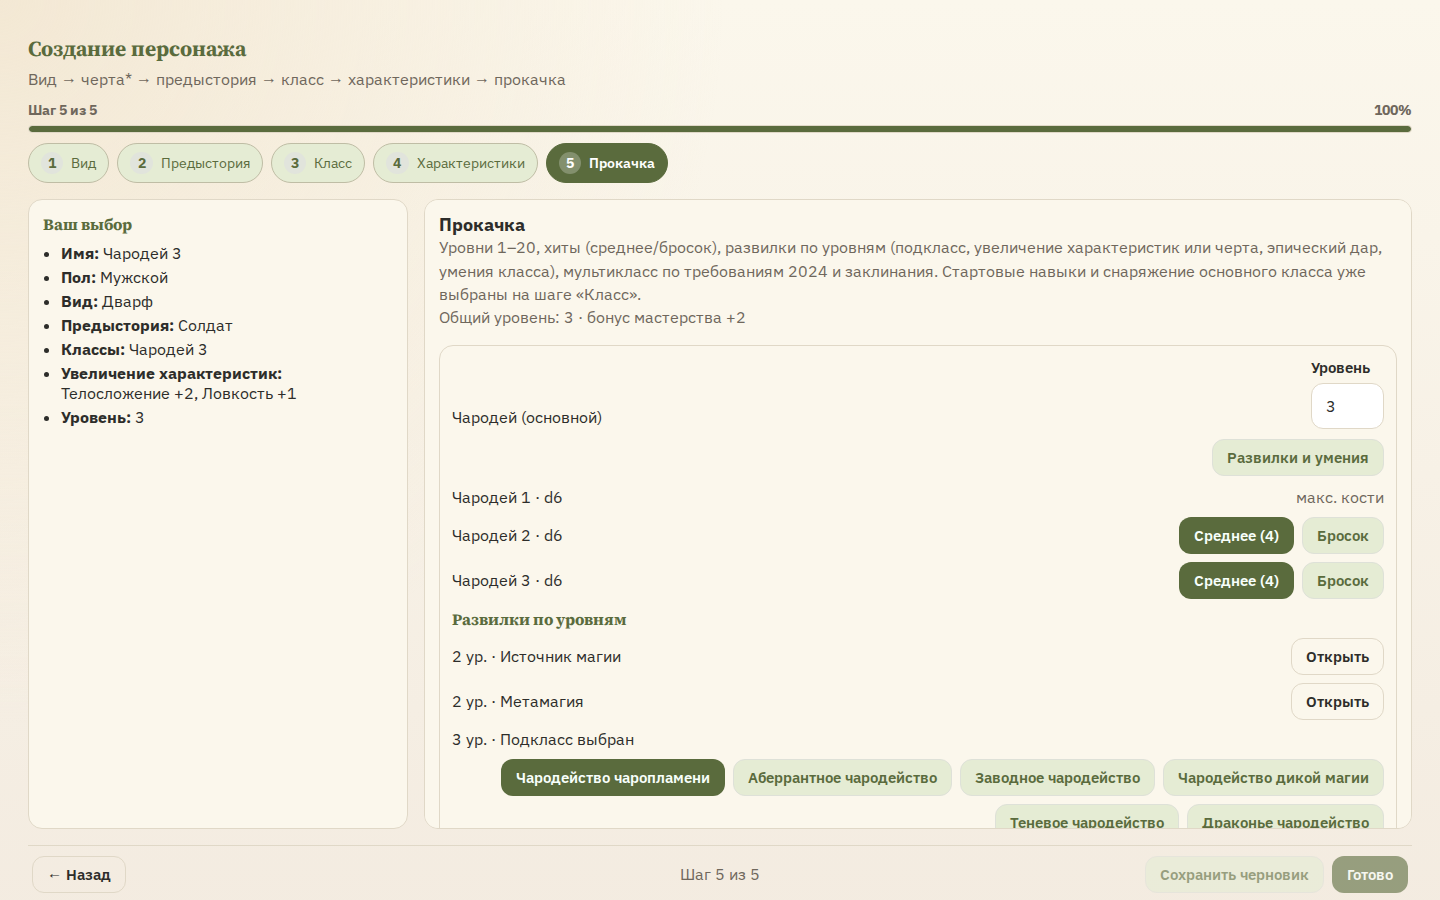 Создание персонажа
Вид → черта* → предыстория → класс → характеристики → прокачка
Шаг 5 из 5
100%
1 Вид
2 Предыстория
3 Класс
4 Характеристики
5 Прокачка
Ваш выбор
Имя: Чародей 3
Пол: Мужской
Вид: Дварф
Предыстория: Солдат
Классы: Чародей 3
Увеличение характеристик:
Телосложение +2, Ловкость +1
Уровень: 3
Прокачка
Уровни 1–20, хиты (среднее/бросок), развилки по уровням (подкласс, увеличение характеристик или черта, эпический дар,
умения класса), мультикласс по требованиям 2024 и заклинания. Стартовые навыки и снаряжение основного класса уже
выбраны на шаге «Класс».
Общий уровень: 3 · бонус мастерства +2
Уровень
Чародей (основной)
3
Развилки и умения
Чародей 1 · d6
макс. кости
Чародей 2 · d6
Среднее (4)
Бросок
Чародей 3 · d6
Среднее (4)
Бросок
Развилки по уровням
2 ур. · Источник магии
Открыть
2 ур. · Метамагия
Открыть
3 ур. · Подкласс выбран
Чародейство чаропламени
Аберрантное чародейство
Заводное чародейство
Чародейство дикой магии
Теневое чародейство
Драконье чародейство
← Назад
Шаг 5 из 5
Сохранить черновик
Готово